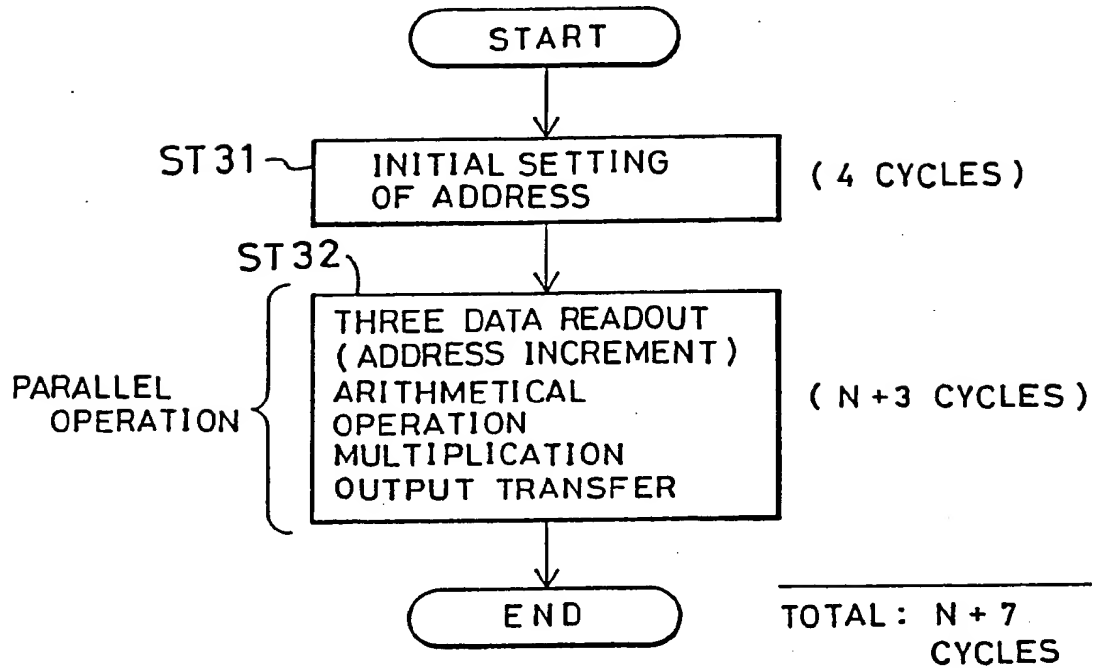 START
ST31
INITIAL SETTING
OF ADDRESS
( 4 CYCLES )
ST32
THREE DATA READOUT
( ADDRESS INCREMENT )
ARITHMETICAL
OPERATION
MULTIPLICATION
OUTPUT TRANSFER
PARALLEL
OPERATION
( N +3 CYCLES )
END
TOTAL : N + 7
CYCLES